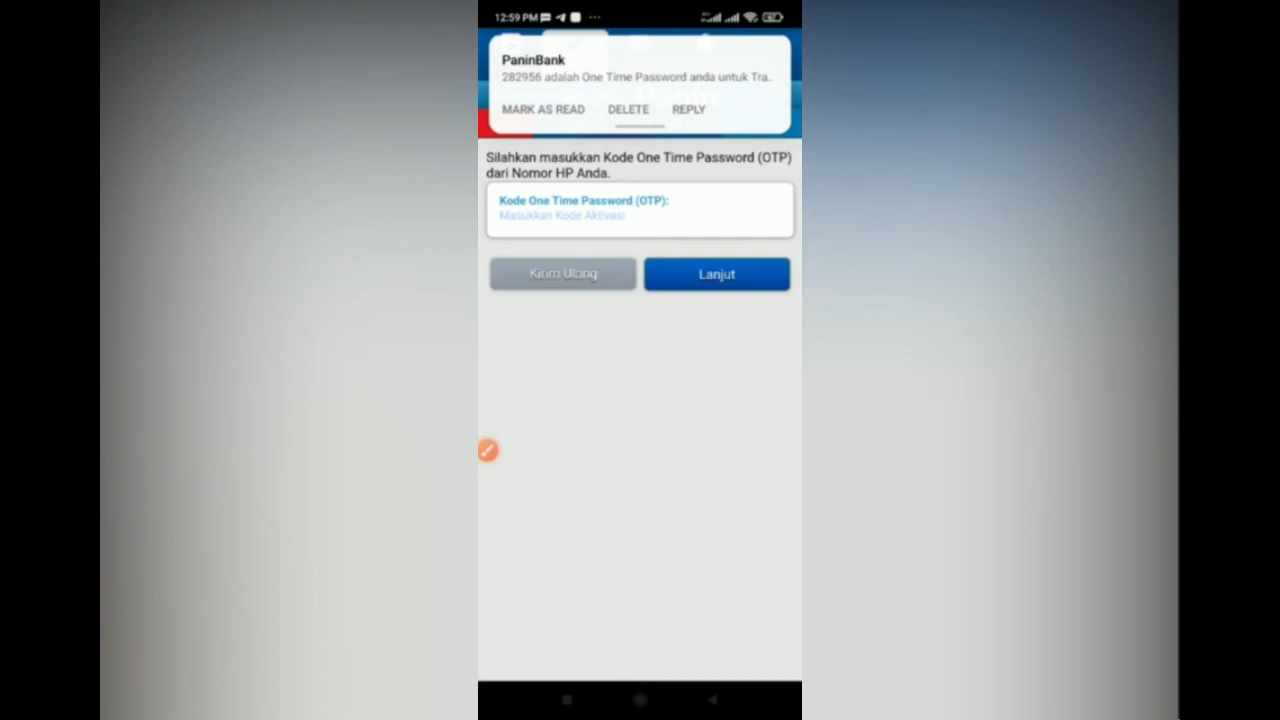 12:59 PM
PaninBank
282956 adalah One Time Password anda untuk Tra..
MARK AS READ DELETE REPLY
Silahkan masukkan Kode One Time Password (OTP)
dari Nomor HP Anda.
Kode One Time Password (OTP):
Masukkan Kode Aktivasi
Kirim Ulang Lanjut